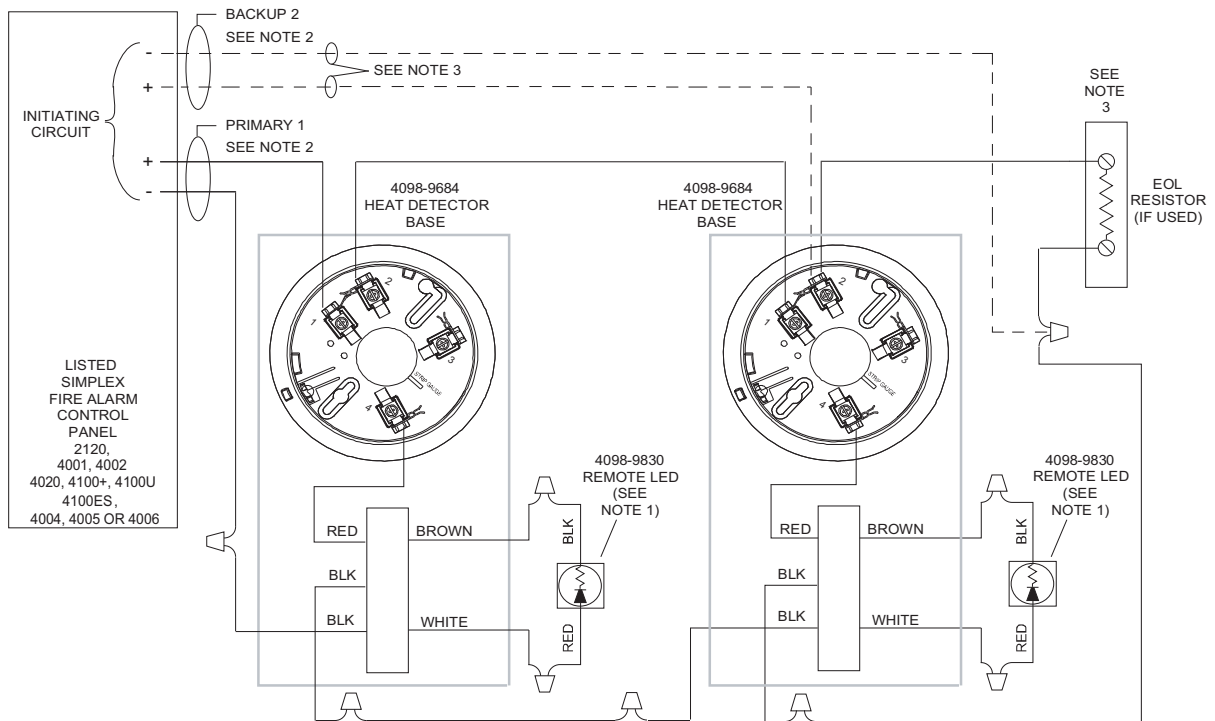 BACKUP 2
SEE NOTE 2
SEE NOTE 3
-
+
INITIATING
CIRCUIT
PRIMARY 1
SEE NOTE 2
+
-
SEE
NOTE
3
EOL
RESISTOR
(IF USED)
4098-9684
HEAT DETECTOR
BASE
4098-9684
HEAT DETECTOR
BASE
1
2
3
4
STRIP GAUGE
1
2
3
4
STRIP GAUGE
LISTED
SIMPLEX
FIRE ALARM
CONTROL
PANEL
2120,
4001, 4002
4020, 4100+, 4100U
4100ES,
4004, 4005 OR 4006
4098-9830
REMOTE LED
(SEE
NOTE 1)
RED
BROWN
BLK
BLK
BLK
WHITE
RED
4098-9830
REMOTE LED
(SEE
NOTE 1)
RED
BROWN
BLK
BLK
BLK
WHITE
RED